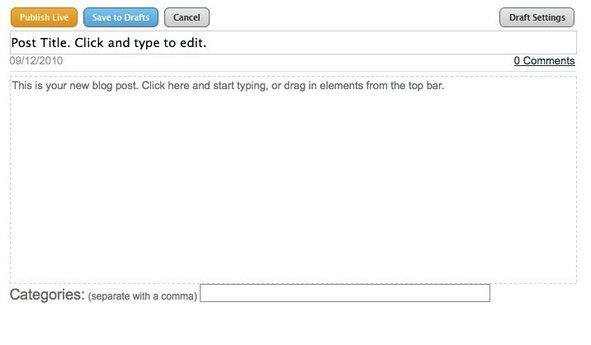 Publish Live Save to Drafts Cancel Draft Settings
Post Title. Click and type to edit.
09/12/2010 0 Comments
This is your new blog post. Click here and start typing, or drag in elements from the top bar.
Categories: (separate with a comma)